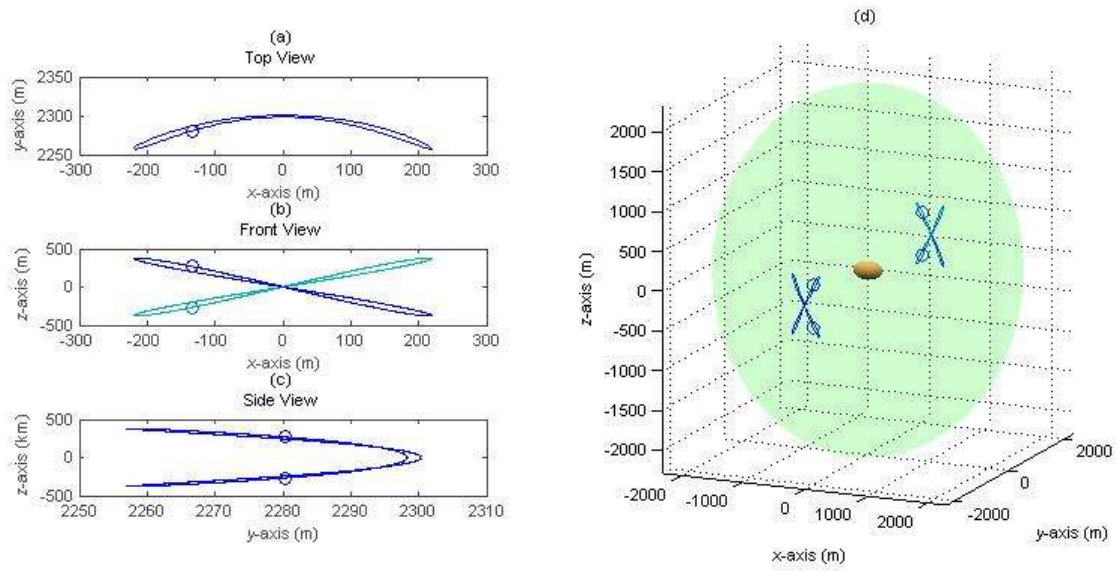 (a)
Top View
2350
2300
2250
y-axis (m)
-300 -200 -100 0 100 200 300
x-axis (m)
(b)
Front View
500
0
-500
z-axis (m)
-300 -200 -100 0 100 200 300
x-axis (m)
(c)
Side View
500
0
-500
z-axis (km)
2250 2260 2270 2280 2290 2300 2310
y-axis (m)
(d)
2000
1500
1000
500
0
-500
-1000
-1500
-2000
z-axis (m)
-2000 -1000 0 1000 2000
x-axis (m)
2000
0
-2000
y-axis (m)